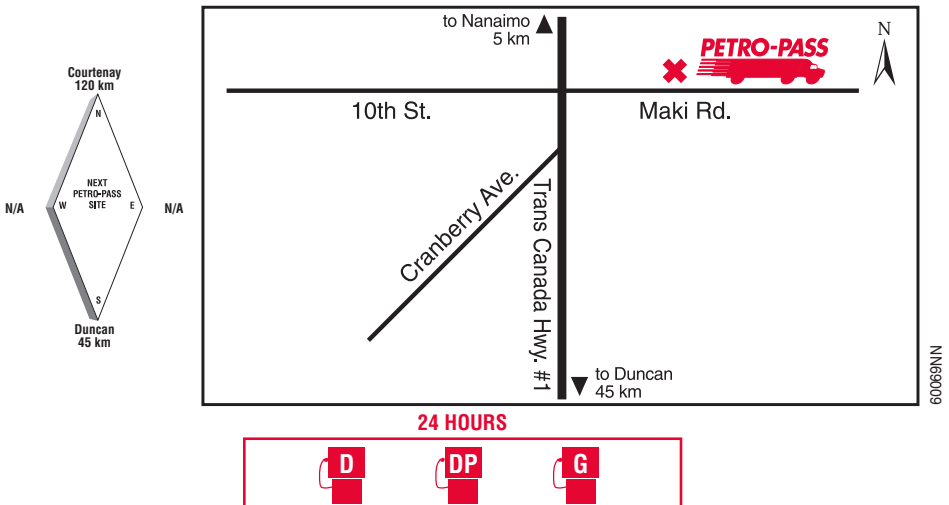 to Nanaimo
5 km
PETRO-PASS
N
10th St.
Maki Rd.
Cranberry Ave.
Trans Canada Hwy. #1
to Duncan
45 km
Courtenay
120 km
N
NEXT
PETRO-PASS
SITE
W
E
N/A
N/A
S
Duncan
45 km
60069NN
24 HOURS
D
DP
G